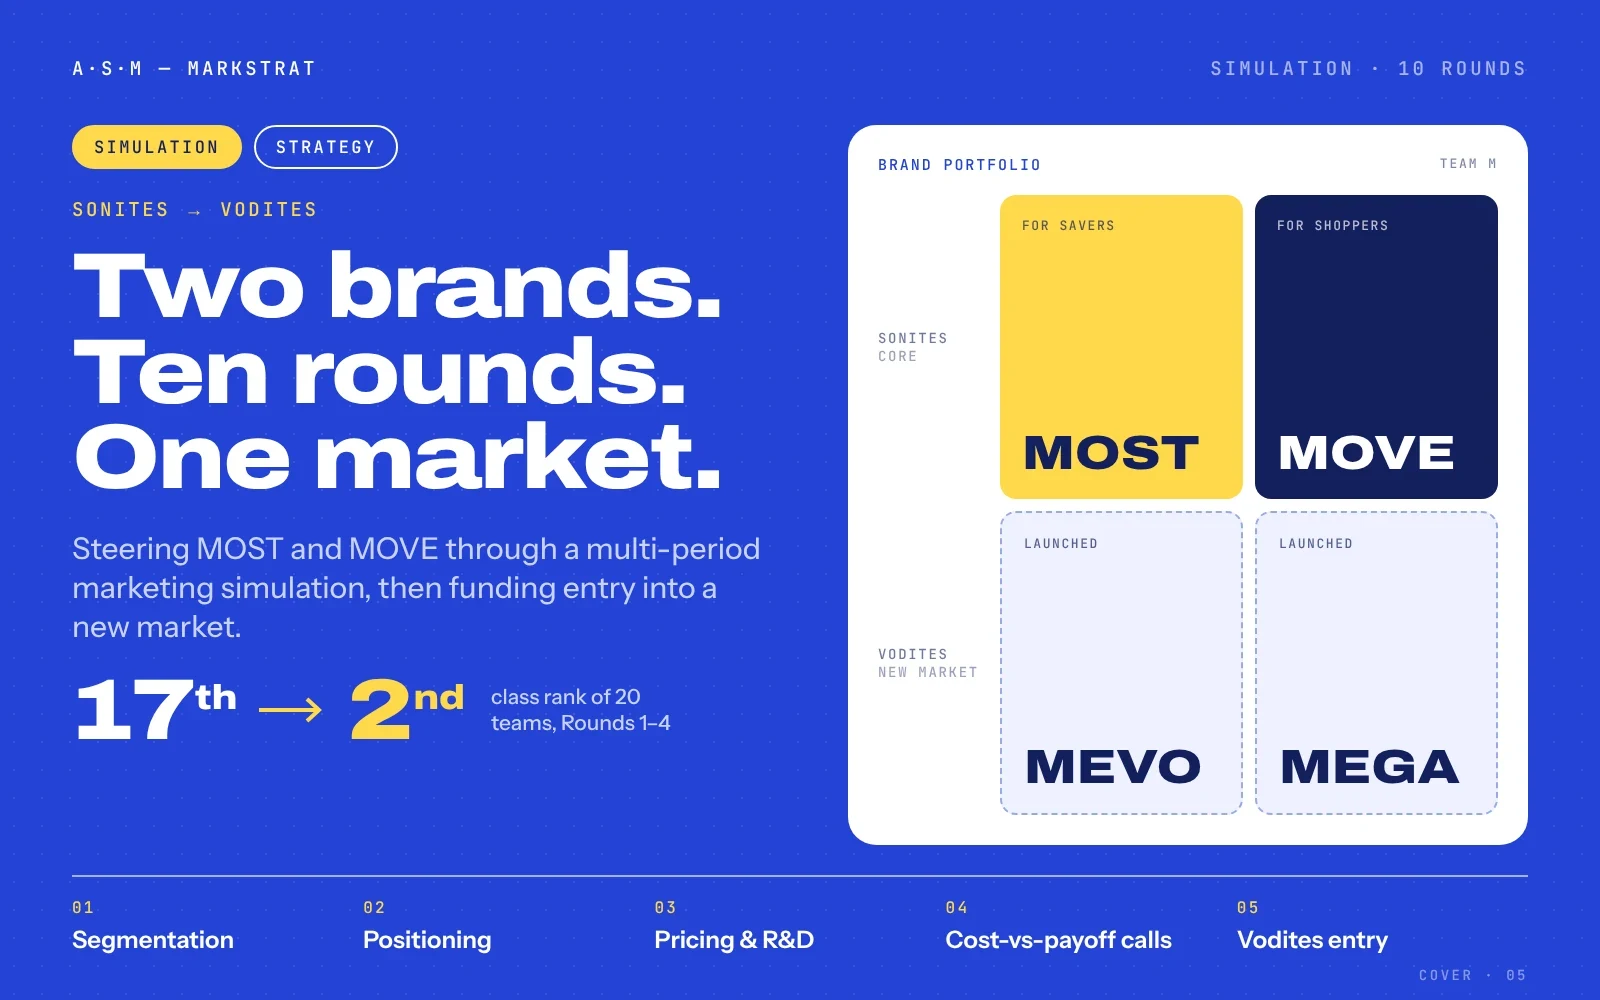 A·S·M — MARKSTRAT
SIMULATION · 10 ROUNDS
SIMULATION
STRATEGY
SONITES → VODITES
Two brands.
Ten rounds.
One market.
Steering MOST and MOVE through a multi-period
marketing simulation, then funding entry into a
new market.
17th → 2nd
class rank of 20
teams, Rounds 1–4
BRAND PORTFOLIO
TEAM M
SONITES
CORE
FOR SAVERS
MOST
FOR SHOPPERS
MOVE
VODITES
NEW MARKET
LAUNCHED
MEVO
LAUNCHED
MEGA
01
Segmentation
02
Positioning
03
Pricing & R&D
04
Cost-vs-payoff calls
05
Vodites entry
COVER · 05